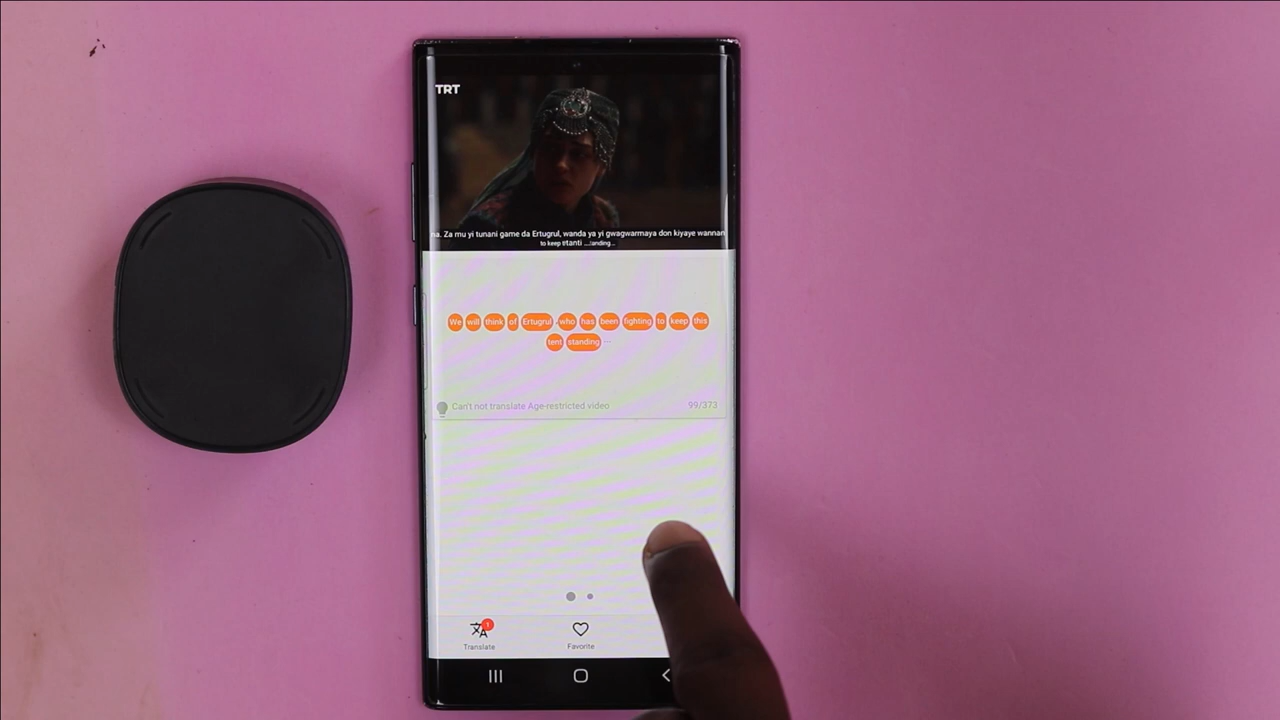 TRT
na. Za mu yi tunani game da Ertugrul, wanda ya yi gwagwarmaya don kiyaye wannan
to keep
We will think of Ertugrul , who has been fighting to keep this
tent standing ...
Can't not translate Age-restricted video 99/373
1
Translate Favorite